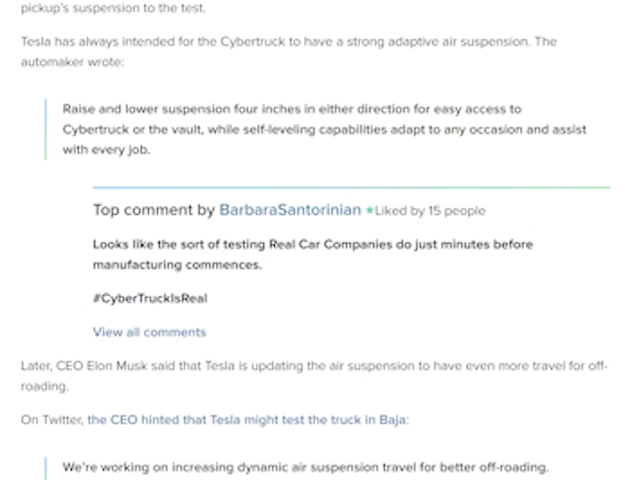 pickup's suspension to the test.
Tesla has always intended for the Cybertruck to have a strong adaptive air suspension. The
automaker wrote:
Raise and lower suspension four inches in either direction for easy access to
Cybertruck or the vault, while self-leveling capabilities adapt to any occasion and assist
with every job.
Top comment by BarbaraSantorinian ★Liked by 15 people
Looks like the sort of testing Real Car Companies do just minutes before
manufacturing commences.
#CyberTruckIsReal
View all comments
Later, CEO Elon Musk said that Tesla is updating the air suspension to have even more travel for off-
roading.
On Twitter, the CEO hinted that Tesla might test the truck in Baja:
We're working on increasing dynamic air suspension travel for better off-roading.